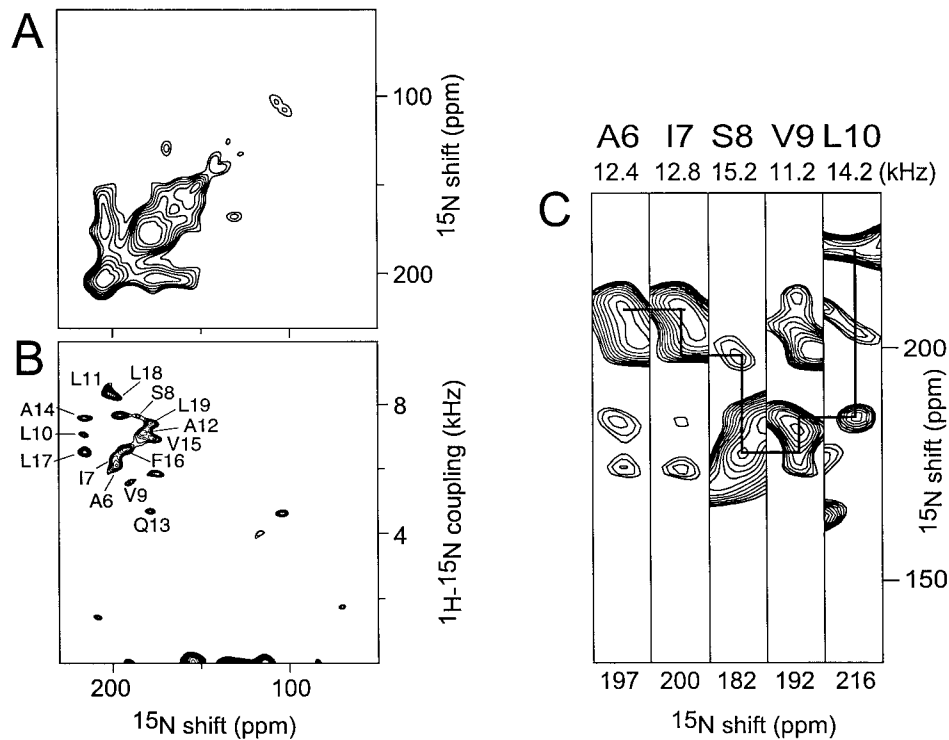 A
100
200
15N shift (ppm)
B
L11
L18
S8
A14
L19
L10
A12
L17
V15
I7
F16
A6
V9
Q13
8
4
1H-15N coupling (kHz)
200
100
15N shift (ppm)
C
A6 I7 S8 V9 L10
12.4 12.8 15.2 11.2 14.2 (kHz)
200
150
15N shift (ppm)
197 200 182 192 216
15N shift (ppm)